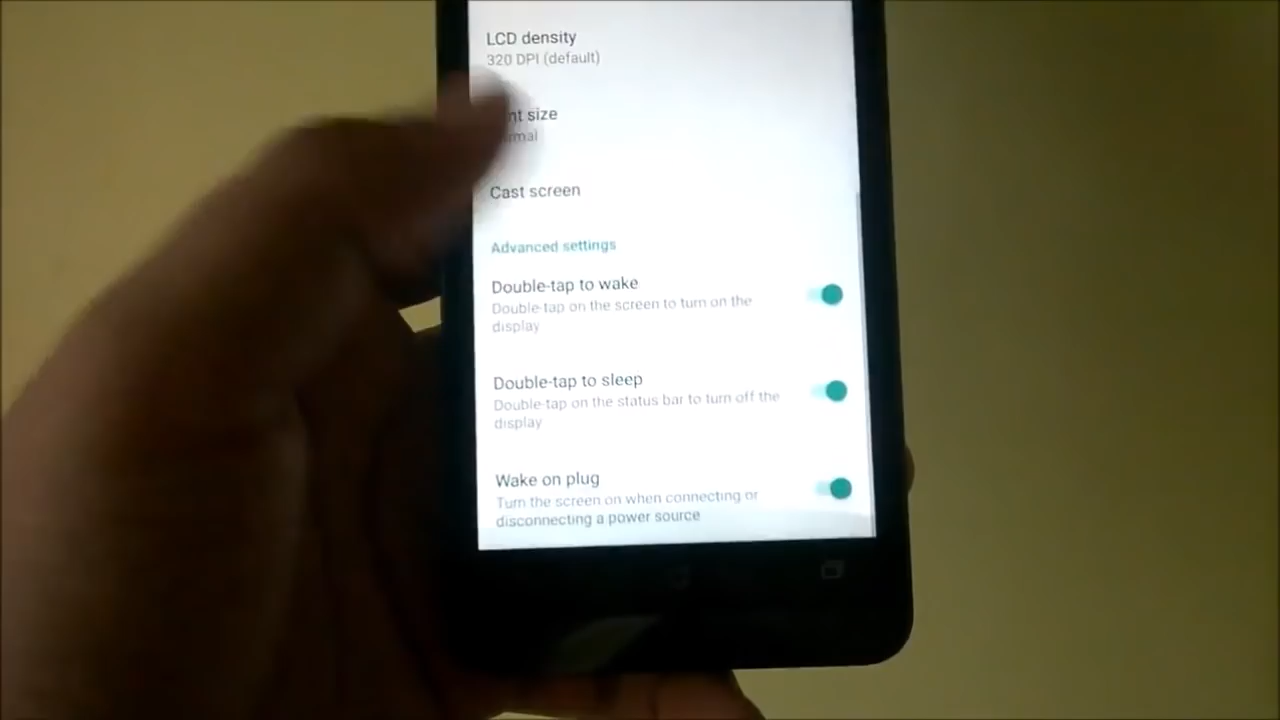 LCD density
320 DPI (default)
size
Cast screen
Advanced settings
Double-tap to wake
Double-tap on the screen to turn on the
display
Double-tap to sleep
Double-tap on the status bar to turn off the
display
Wake on plug
Turn the screen on when connecting or
disconnecting a power source